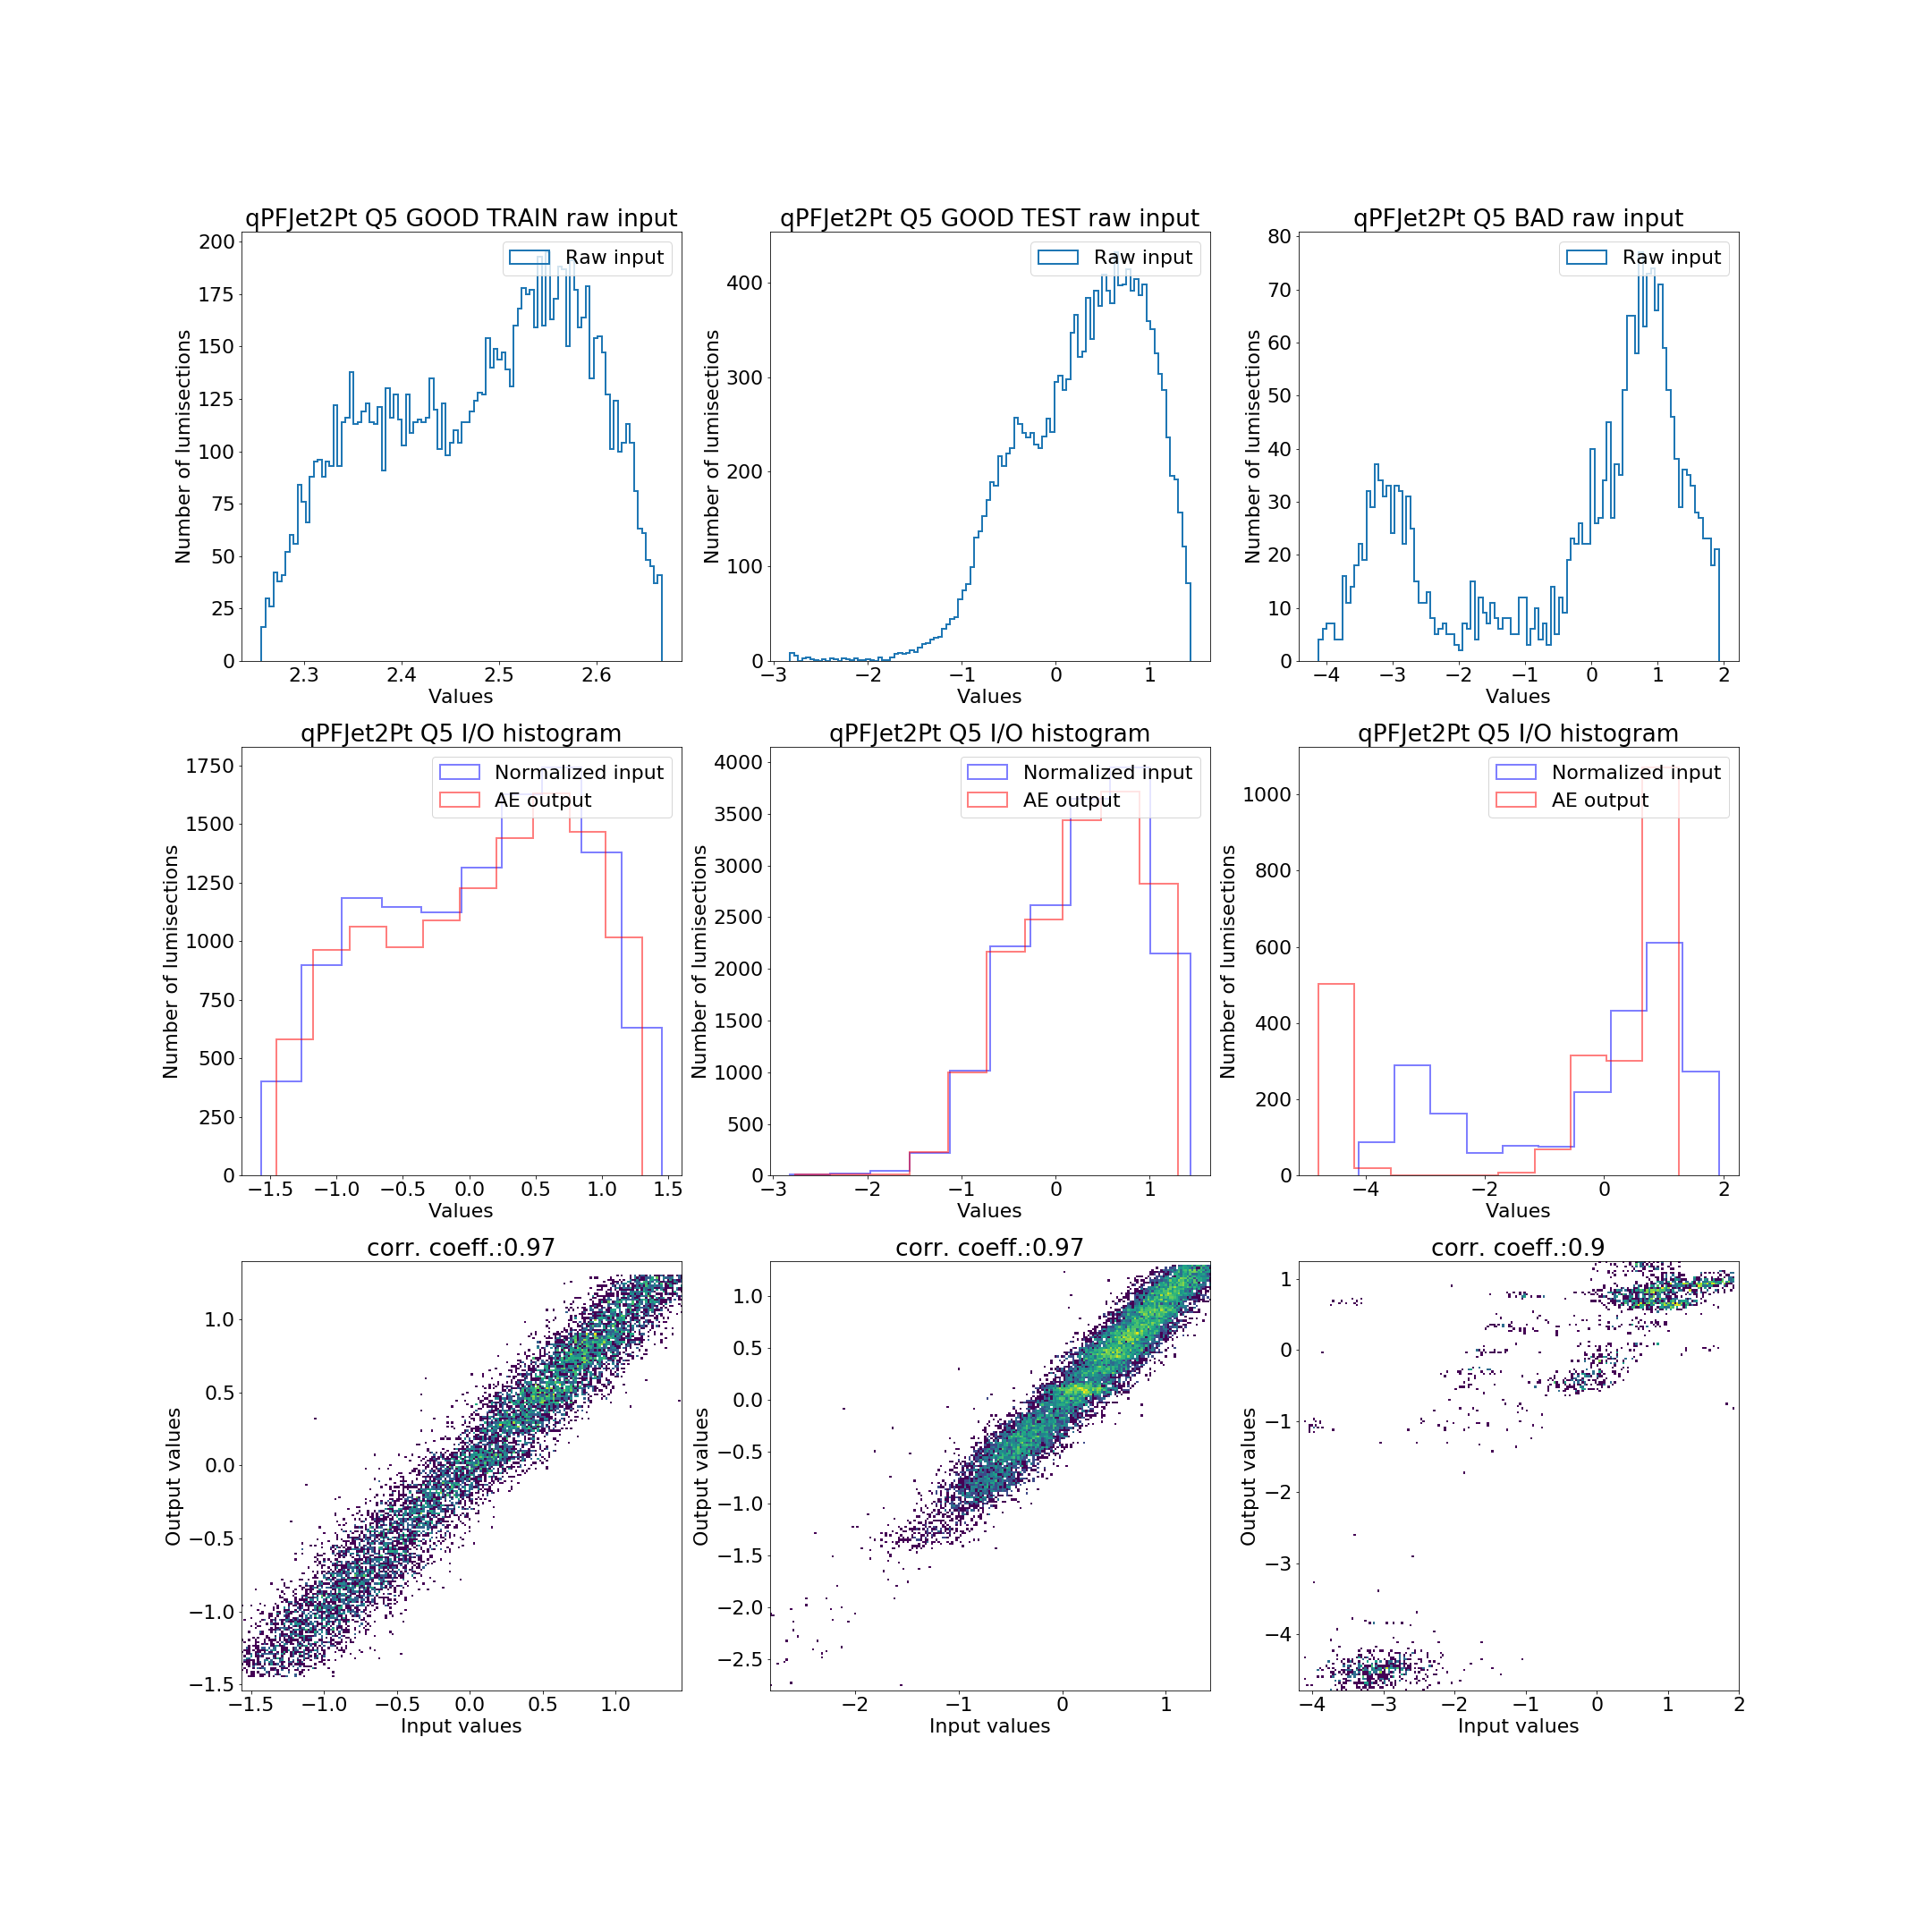 qPFJet2Pt Q5 GOOD TRAIN raw input
Raw input
200
175
150
125
100
75
50
25
0
Number of lumisections
2.3 2.4 2.5 2.6
Values
qPFJet2Pt Q5 GOOD TEST raw input
Raw input
400
300
200
100
0
Number of lumisections
−3 −2 −1 0 1
Values
qPFJet2Pt Q5 BAD raw input
Raw input
80
70
60
50
40
30
20
10
0
Number of lumisections
−4 −3 −2 −1 0 1 2
Values
qPFJet2Pt Q5 I/O histogram
Normalized input
AE output
1750
1500
1250
1000
750
500
250
0
Number of lumisections
−1.5 −1.0 −0.5 0.0 0.5 1.0 1.5
Values
qPFJet2Pt Q5 I/O histogram
Normalized input
AE output
4000
3500
3000
2500
2000
1500
1000
500
0
Number of lumisections
−3 −2 −1 0 1
Values
qPFJet2Pt Q5 I/O histogram
Normalized input
AE output
1000
800
600
400
200
0
Number of lumisections
−4 −2 0 2
Values
corr. coeff.:0.97
1.0
0.5
0.0
−0.5
−1.0
−1.5
Output values
−1.5 −1.0 −0.5 0.0 0.5 1.0
Input values
corr. coeff.:0.97
1.0
0.5
0.0
−0.5
−1.0
−1.5
−2.0
−2.5
Output values
−2 −1 0 1
Input values
corr. coeff.:0.9
1
0
−1
−2
−3
−4
Output values
−4 −3 −2 −1 0 1 2
Input values